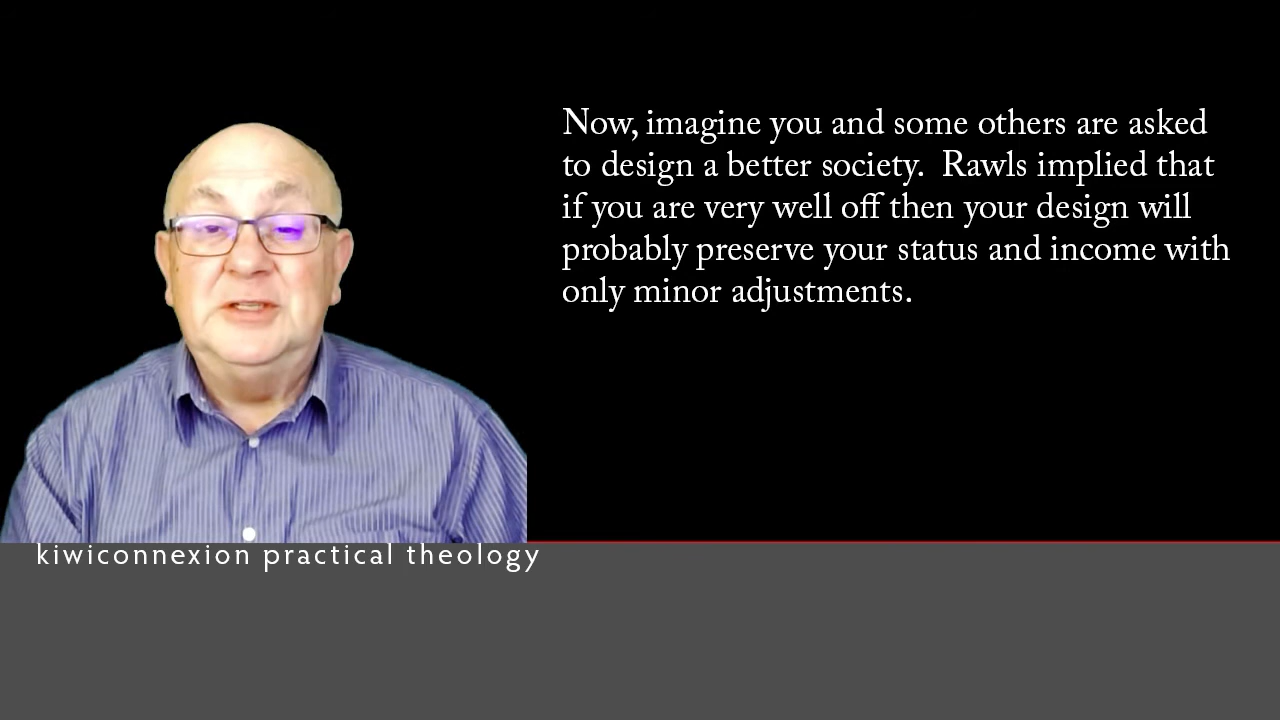 Now, imagine you and some others are asked
to design a better society.  Rawls implied that
if you are very well off then your design will
probably preserve your status and income with
only minor adjustments.
kiwiconnexion practical theology